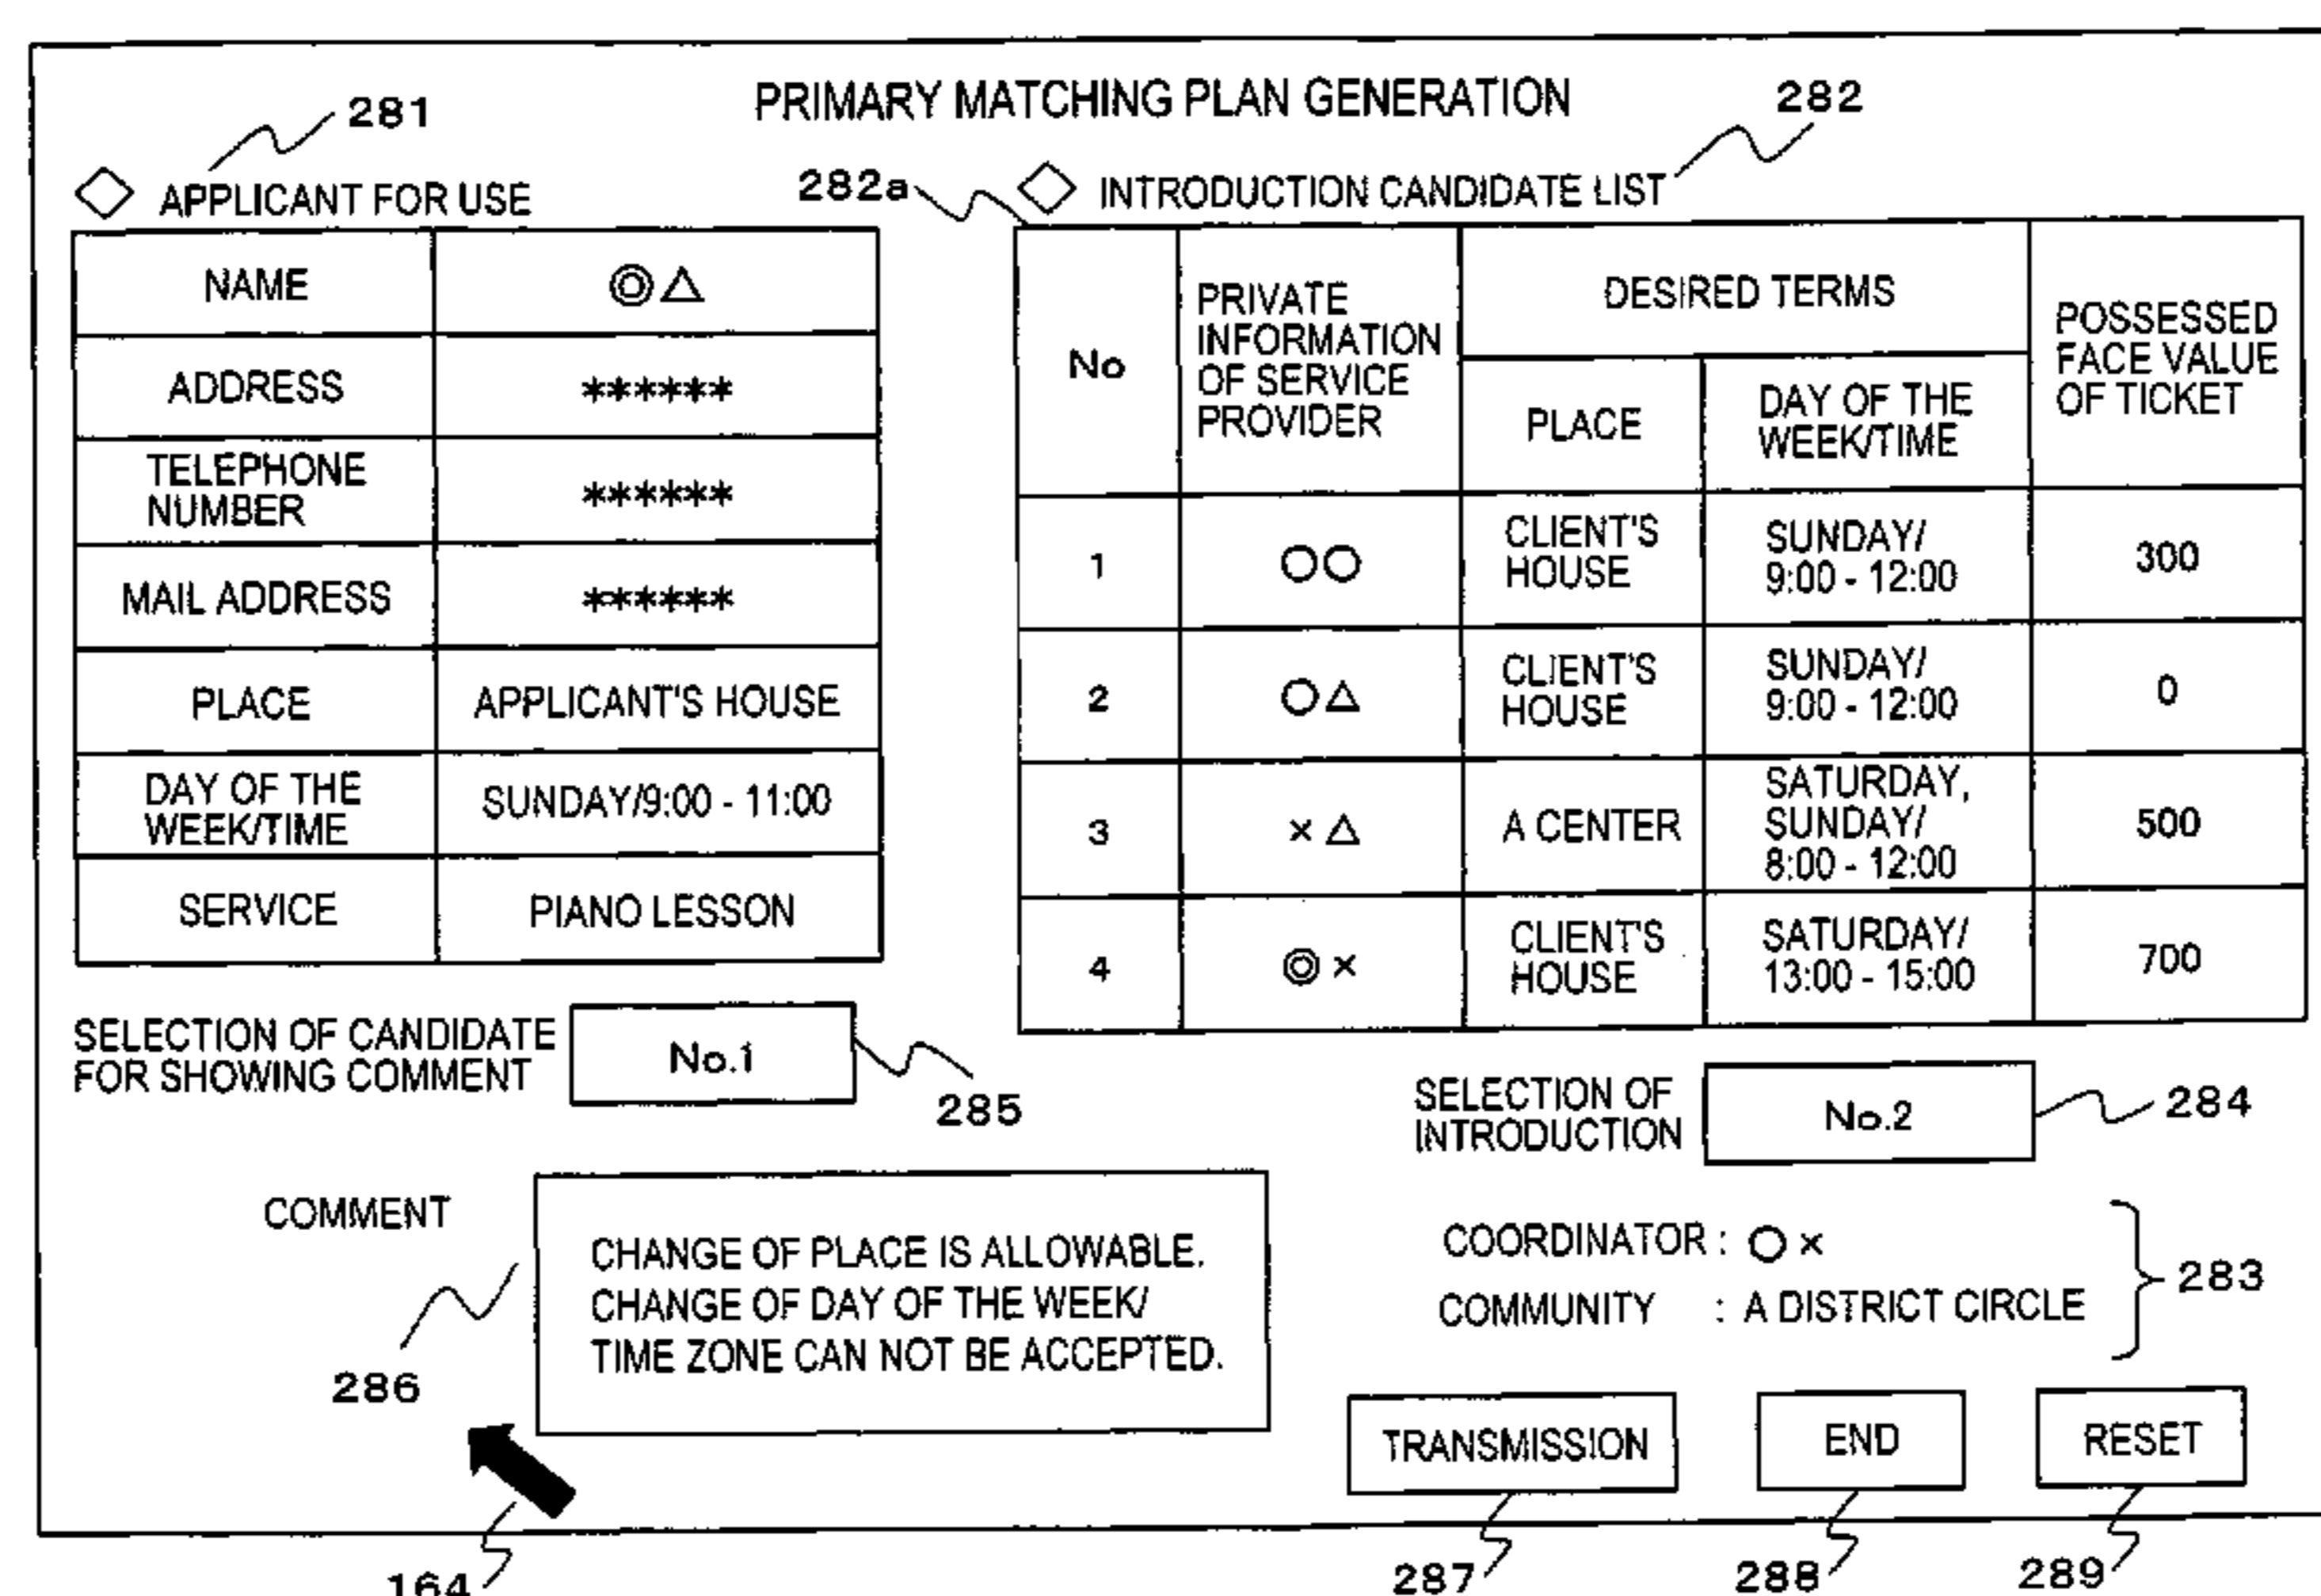 PRIMARY MATCHING PLAN GENERATION
281
282
◇ APPLICANT FOR USE
282a
◇ INTRODUCTION CANDIDATE LIST
NAME ◎△
ADDRESS ******
TELEPHONE
NUMBER ******
MAIL ADDRESS ******
PLACE APPLICANT'S HOUSE
DAY OF THE
WEEK/TIME SUNDAY/9:00 - 11:00
SERVICE PIANO LESSON
No
PRIVATE
INFORMATION
OF SERVICE
PROVIDER
DESIRED TERMS
PLACE
DAY OF THE
WEEK/TIME
POSSESSED
FACE VALUE
OF TICKET
1
○○
CLIENT'S
HOUSE
SUNDAY/
9:00 - 12:00
300
2
○△
CLIENT'S
HOUSE
SUNDAY/
9:00 - 12:00
0
3
×△
A CENTER
SATURDAY,
SUNDAY/
8:00 - 12:00
500
4
◎×
CLIENT'S
HOUSE
SATURDAY/
13:00 - 15:00
700
SELECTION OF CANDIDATE
FOR SHOWING COMMENT
No.1
285
SELECTION OF
INTRODUCTION
No.2
284
COMMENT
CHANGE OF PLACE IS ALLOWABLE.
CHANGE OF DAY OF THE WEEK/
TIME ZONE CAN NOT BE ACCEPTED.
286
COORDINATOR : ○×
COMMUNITY : A DISTRICT CIRCLE
283
TRANSMISSION
END
RESET
164
287
288
289